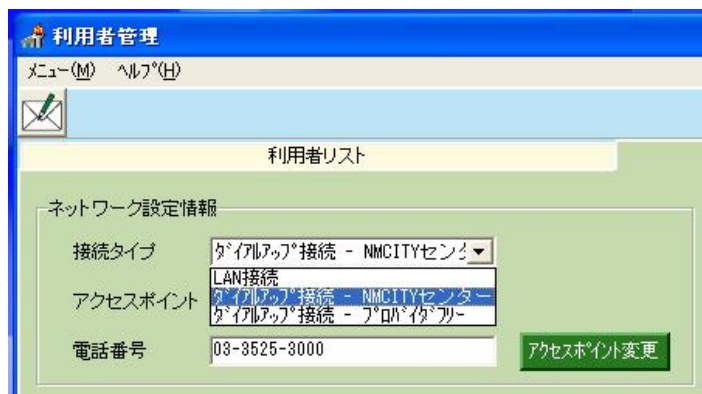 利用者管理
ﾒﾆｭｰ(M) ﾍﾙﾌﾟ(H)
利用者リスト
ネットワーク設定情報
接続タイプ
ﾀﾞｲｱﾙｱｯﾌﾟ接続 - NMCITYセンタ
LAN接続
アクセスポイント
ﾀﾞｲｱﾙｱｯﾌﾟ接続 - NMCITYセンター
ﾀﾞｲｱﾙｱｯﾌﾟ接続 - ﾌﾟﾛﾊﾞｲﾀﾞﾌﾘｰ
電話番号
03-3525-3000
ｱｸｾｽﾎﾟｲﾝﾄ変更